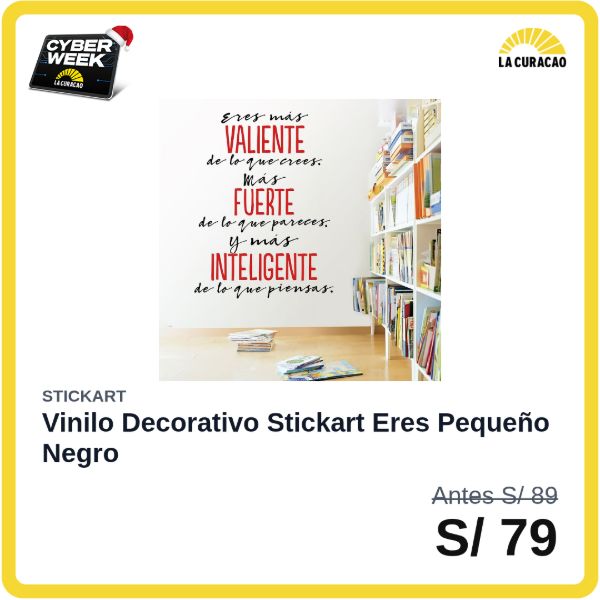 CYBER
WEEK
LA CURACAO
LA CURACAO
Eres más
VALIENTE
de lo que crees.
Más
FUERTE
de lo que pareces.
Y más
INTELIGENTE
de lo que piensas.
STICKART
Vinilo Decorativo Stickart Eres Pequeño
Negro
Antes S/ 89
S/ 79